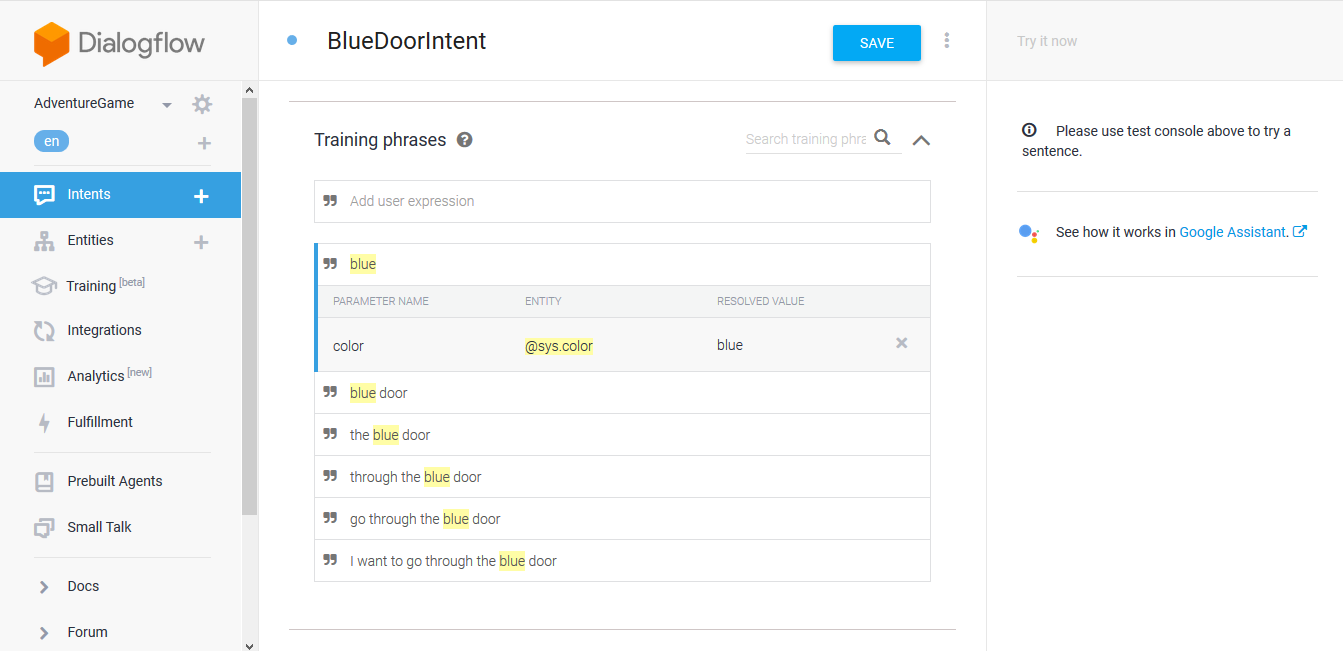 Dialogflow
AdventureGame
en
Intents
Entities
Training [beta]
Integrations
Analytics [new]
Fulfillment
Prebuilt Agents
Small Talk
Docs
Forum
BlueDoorIntent
SAVE
Training phrases
Search training phra
Add user expression
blue
PARAMETER NAME ENTITY RESOLVED VALUE
color @sys.color blue
blue door
the blue door
through the blue door
go through the blue door
I want to go through the blue door
Try it now
Please use test console above to try a
sentence.
See how it works in Google Assistant.